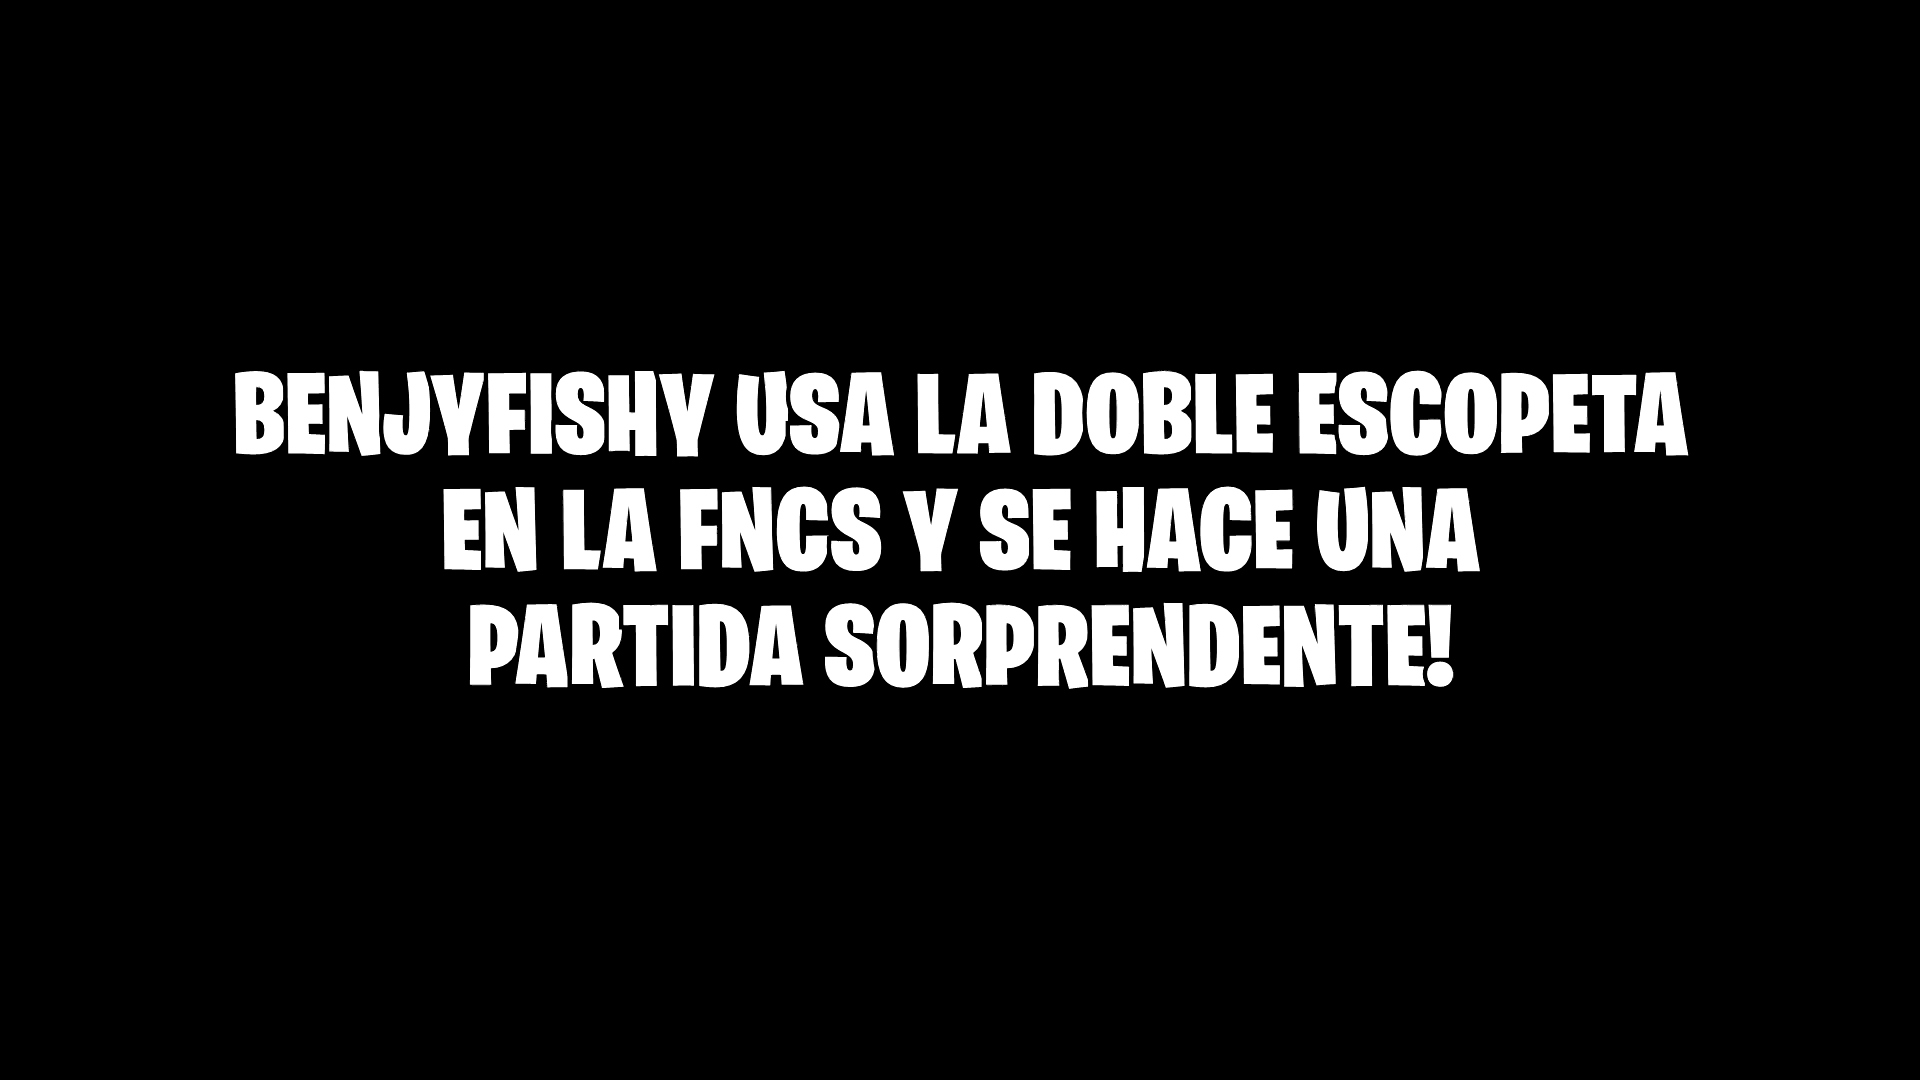 BENJYFISHY USA LA DOBLE ESCOPETA
EN LA FNCS Y SE HACE UNA
PARTIDA SORPRENDENTE!